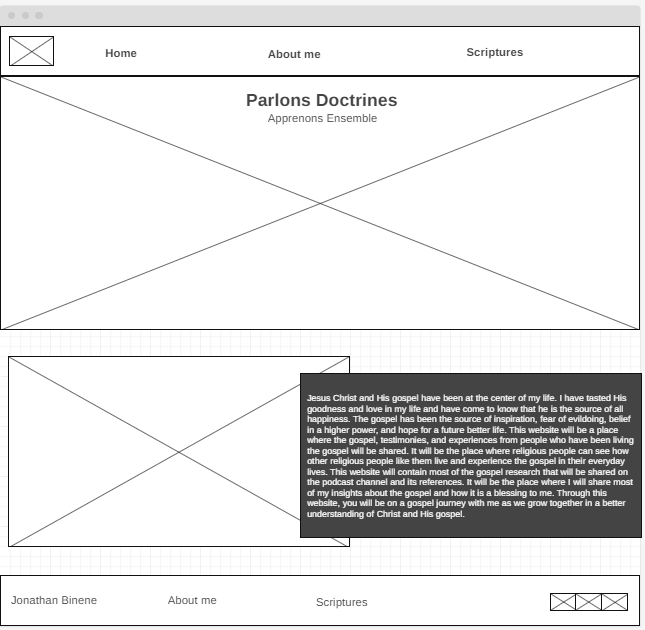 Home
About me
Scriptures
Parlons Doctrines
Apprenons Ensemble
Jesus Christ and His gospel have been at the center of my life. I have tasted His
goodness and love in my life and have come to know that he is the source of all
happiness. The gospel has been the source of inspiration, fear of evildoing, belief
in a higher power, and hope for a future better life. This website will be a place
where the gospel, testimonies, and experiences from people who have been living
the gospel will be shared. It will be the place where religious people can see how
other religious people like them live and experience the gospel in their everyday
lives. This website will contain most of the gospel research that will be shared on
the podcast channel and its references. It will be the place where I will share most
of my insights about the gospel and how it is a blessing to me. Through this
website, you will be on a gospel journey with me as we grow together in a better
understanding of Christ and His gospel.
Jonathan Binene
About me
Scriptures